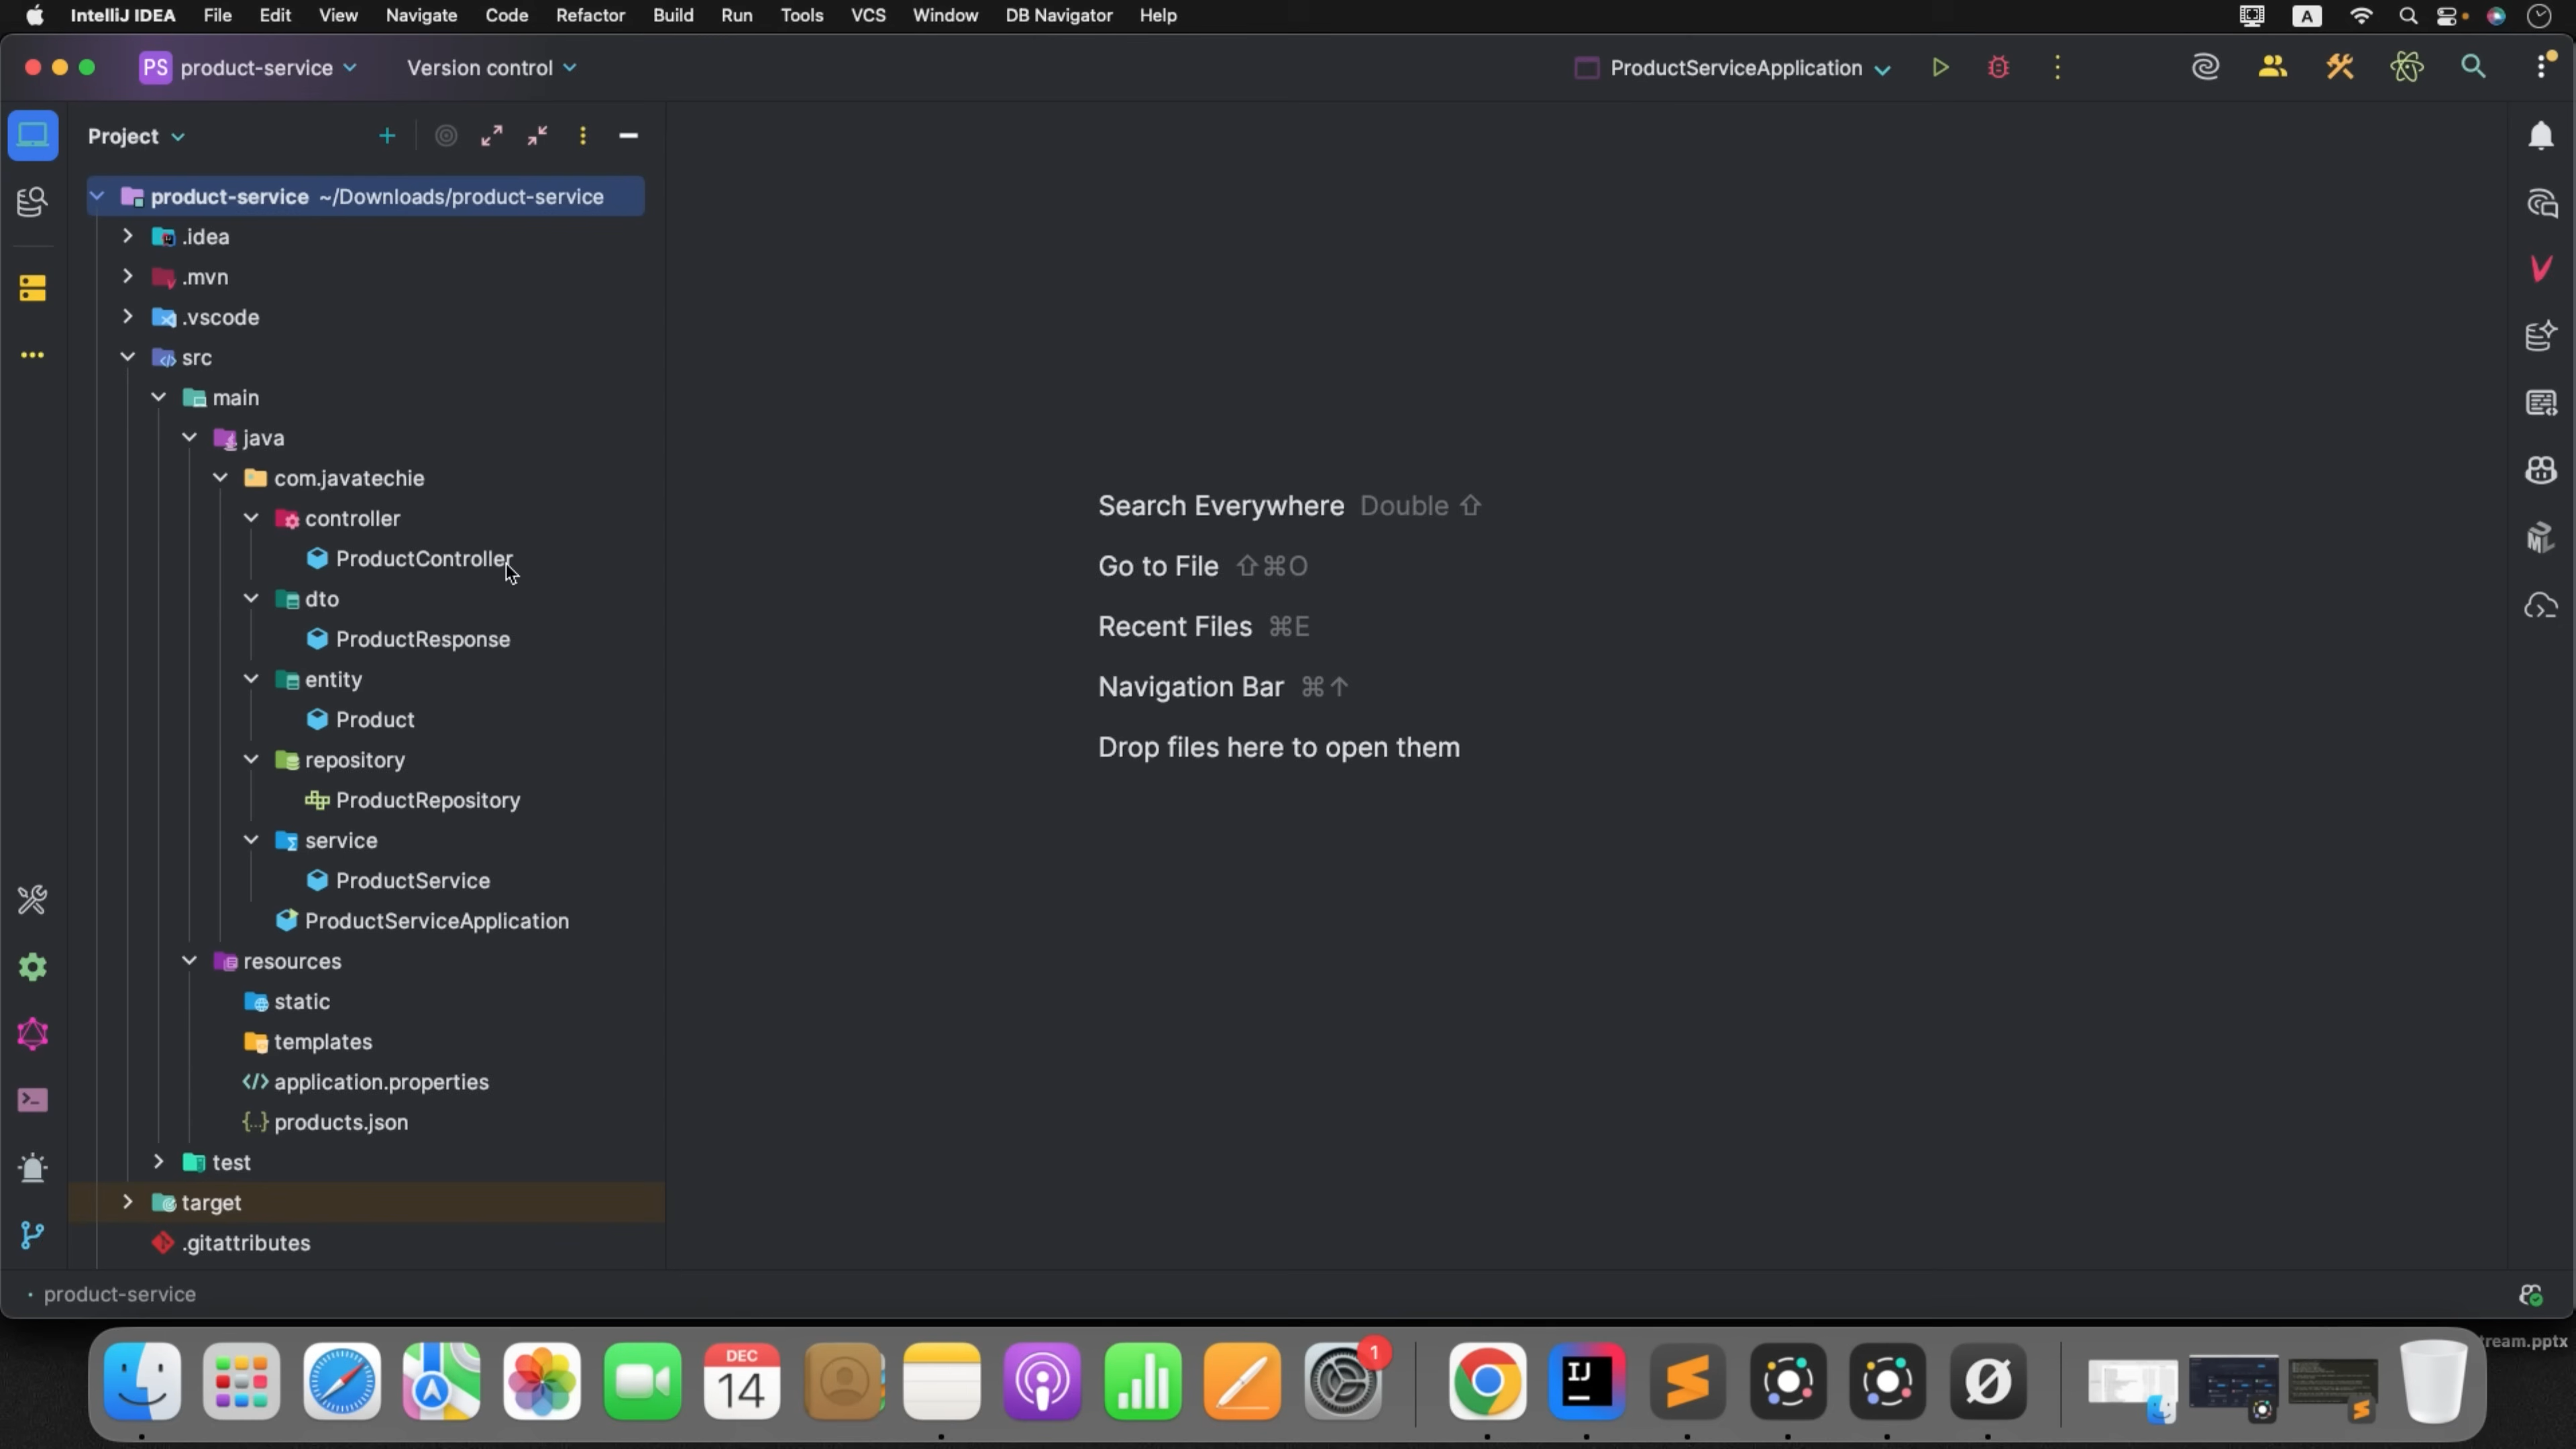 IntelliJ IDEA File Edit View Navigate Code Refactor Build Run Tools VCS Window DB Navigator Help
A
PS product-service Version control ProductServiceApplication
Project
product-service ~/Downloads/product-service
.idea
.mvn
.vscode
src
main
java
com.javatechie
controller
ProductController
dto
ProductResponse
entity
Product
repository
ProductRepository
service
ProductService
ProductServiceApplication
resources
static
templates
application.properties
products.json
test
target
.gitattributes
Search Everywhere Double ⇧
Go to File ⇧⌘O
Recent Files ⌘E
Navigation Bar ⌘↑
Drop files here to open them
product-service
DEC
14
1
IJ
tream.pptx